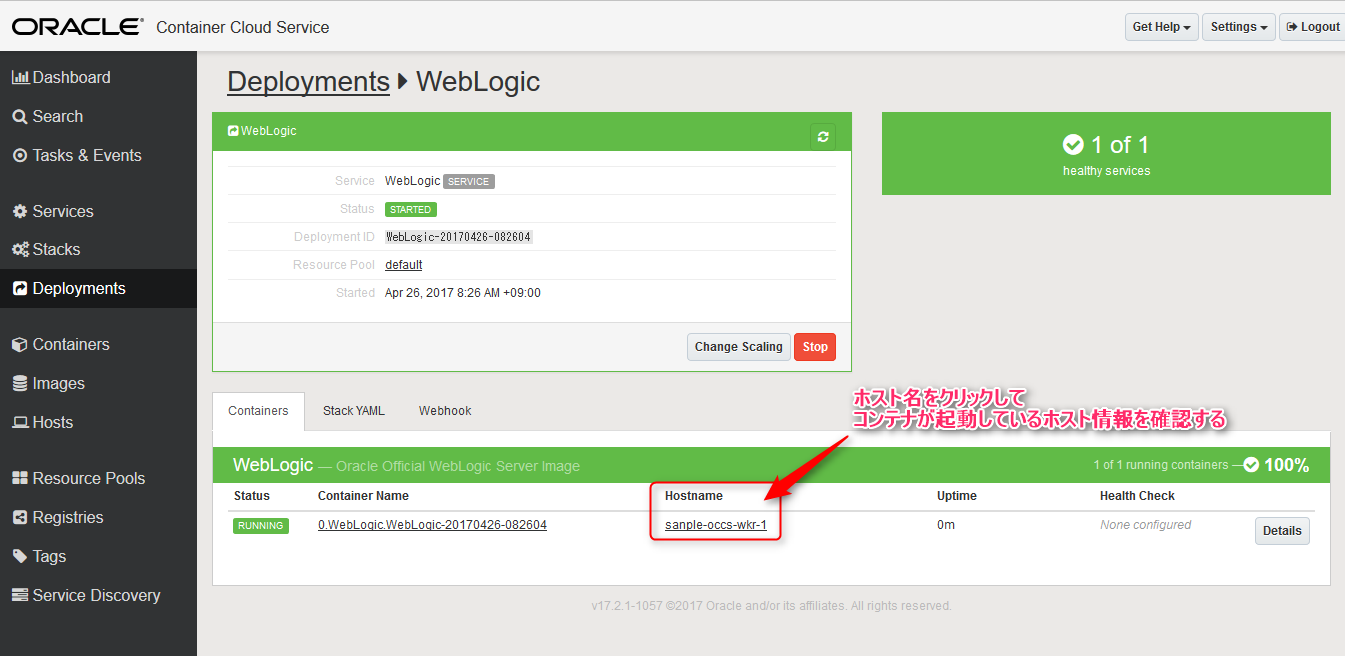 ORACLE® Container Cloud Service
Get Help
Settings
Logout
Dashboard
Search
Tasks & Events
Services
Stacks
Deployments
Containers
Images
Hosts
Resource Pools
Registries
Tags
Service Discovery
Deployments WebLogic
WebLogic
Service WebLogic SERVICE
Status STARTED
Deployment ID WebLogic-20170426-082604
Resource Pool default
Started Apr 26, 2017 8:26 AM +09:00
Change Scaling Stop
1 of 1
healthy services
ホスト名をクリックして
コンテナが起動しているホスト情報を確認する
Containers Stack YAML Webhook
WebLogic — Oracle Official WebLogic Server Image 1 of 1 running containers — 100%
Status Container Name Hostname Uptime Health Check
RUNNING 0.WebLogic.WebLogic-20170426-082604 sanple-occs-wkr-1 0m None configured Details
v17.2.1-1057 ©2017 Oracle and/or its affiliates. All rights reserved.